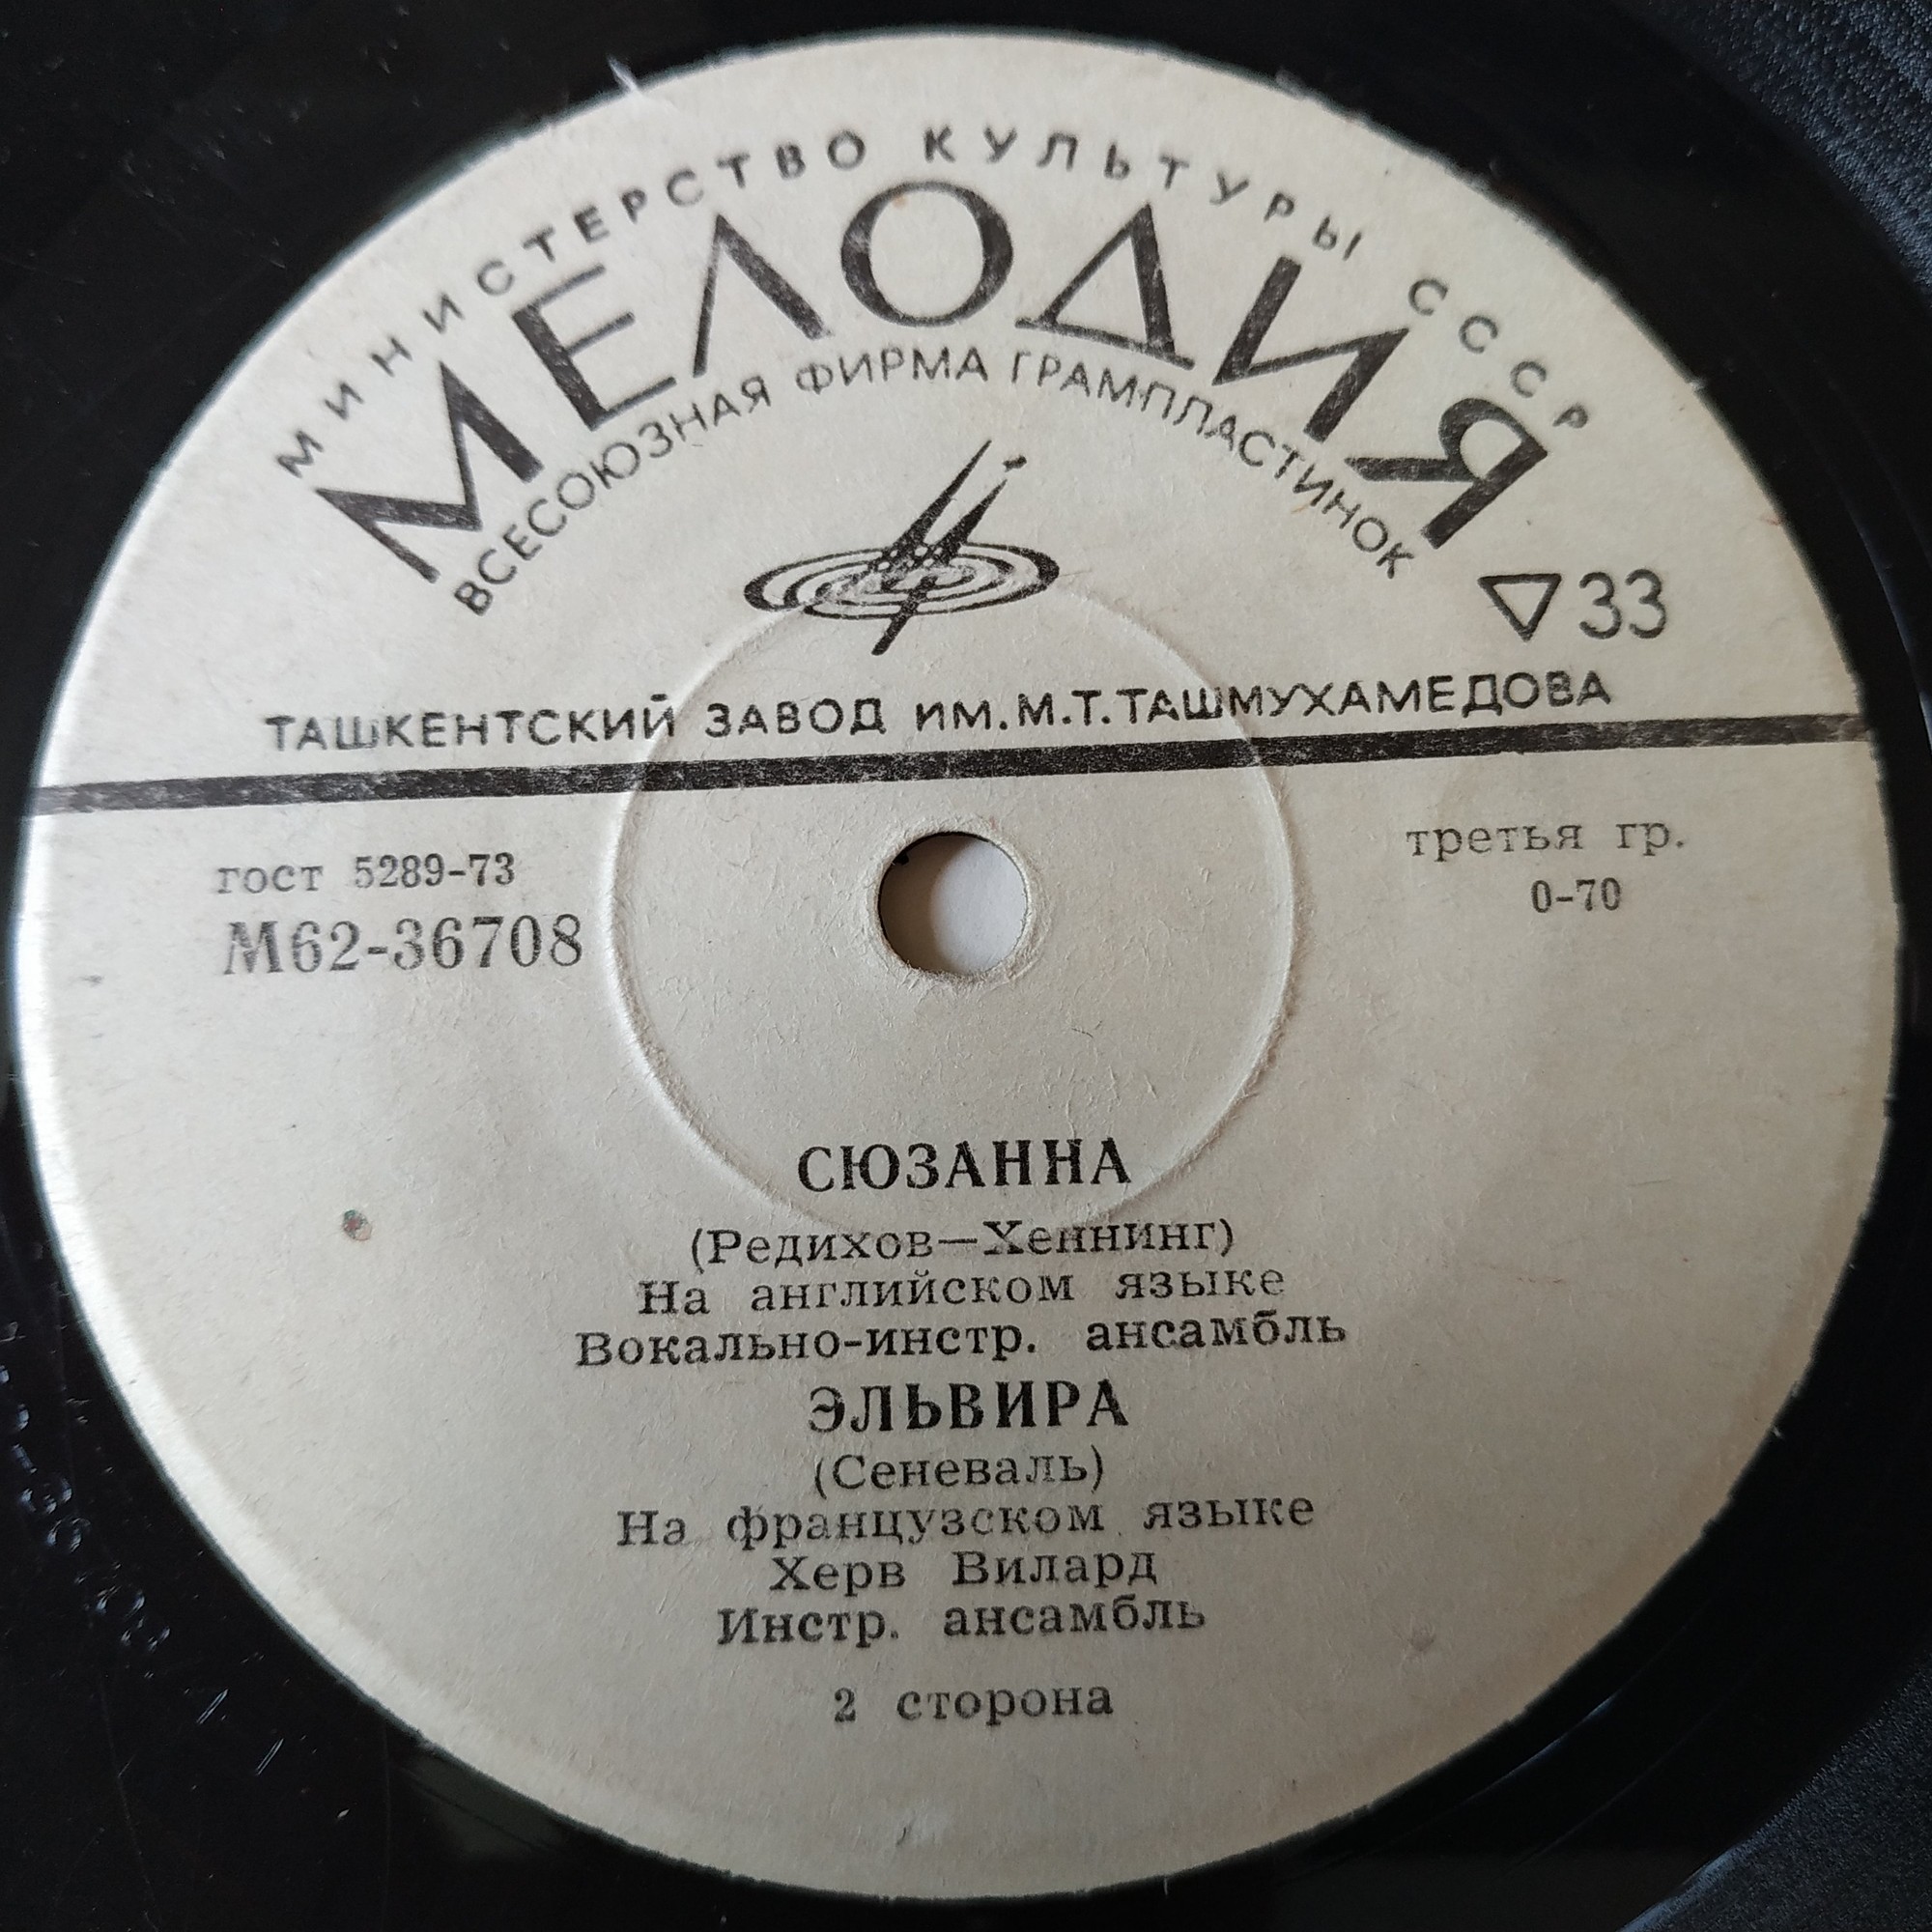 МИНИСТЕРСТВО КУЛЬТУРЫ СССР
МЕЛОДИЯ
ВСЕСОЮЗНАЯ ФИРМА ГРАМПЛАСТИНОК
33
ТАШКЕНТСКИЙ ЗАВОД ИМ. М.Т. ТАШМУХАМЕДОВА
гост 5289-73
третья гр.
М62-36708
0-70
СЮЗАННА
(Редихов—Хеннинг)
На английском языке
Вокально-инстр. ансамбль
ЭЛЬВИРА
(Сеневаль)
На французском языке
Херв Вилард
Инстр. ансамбль
2 сторона